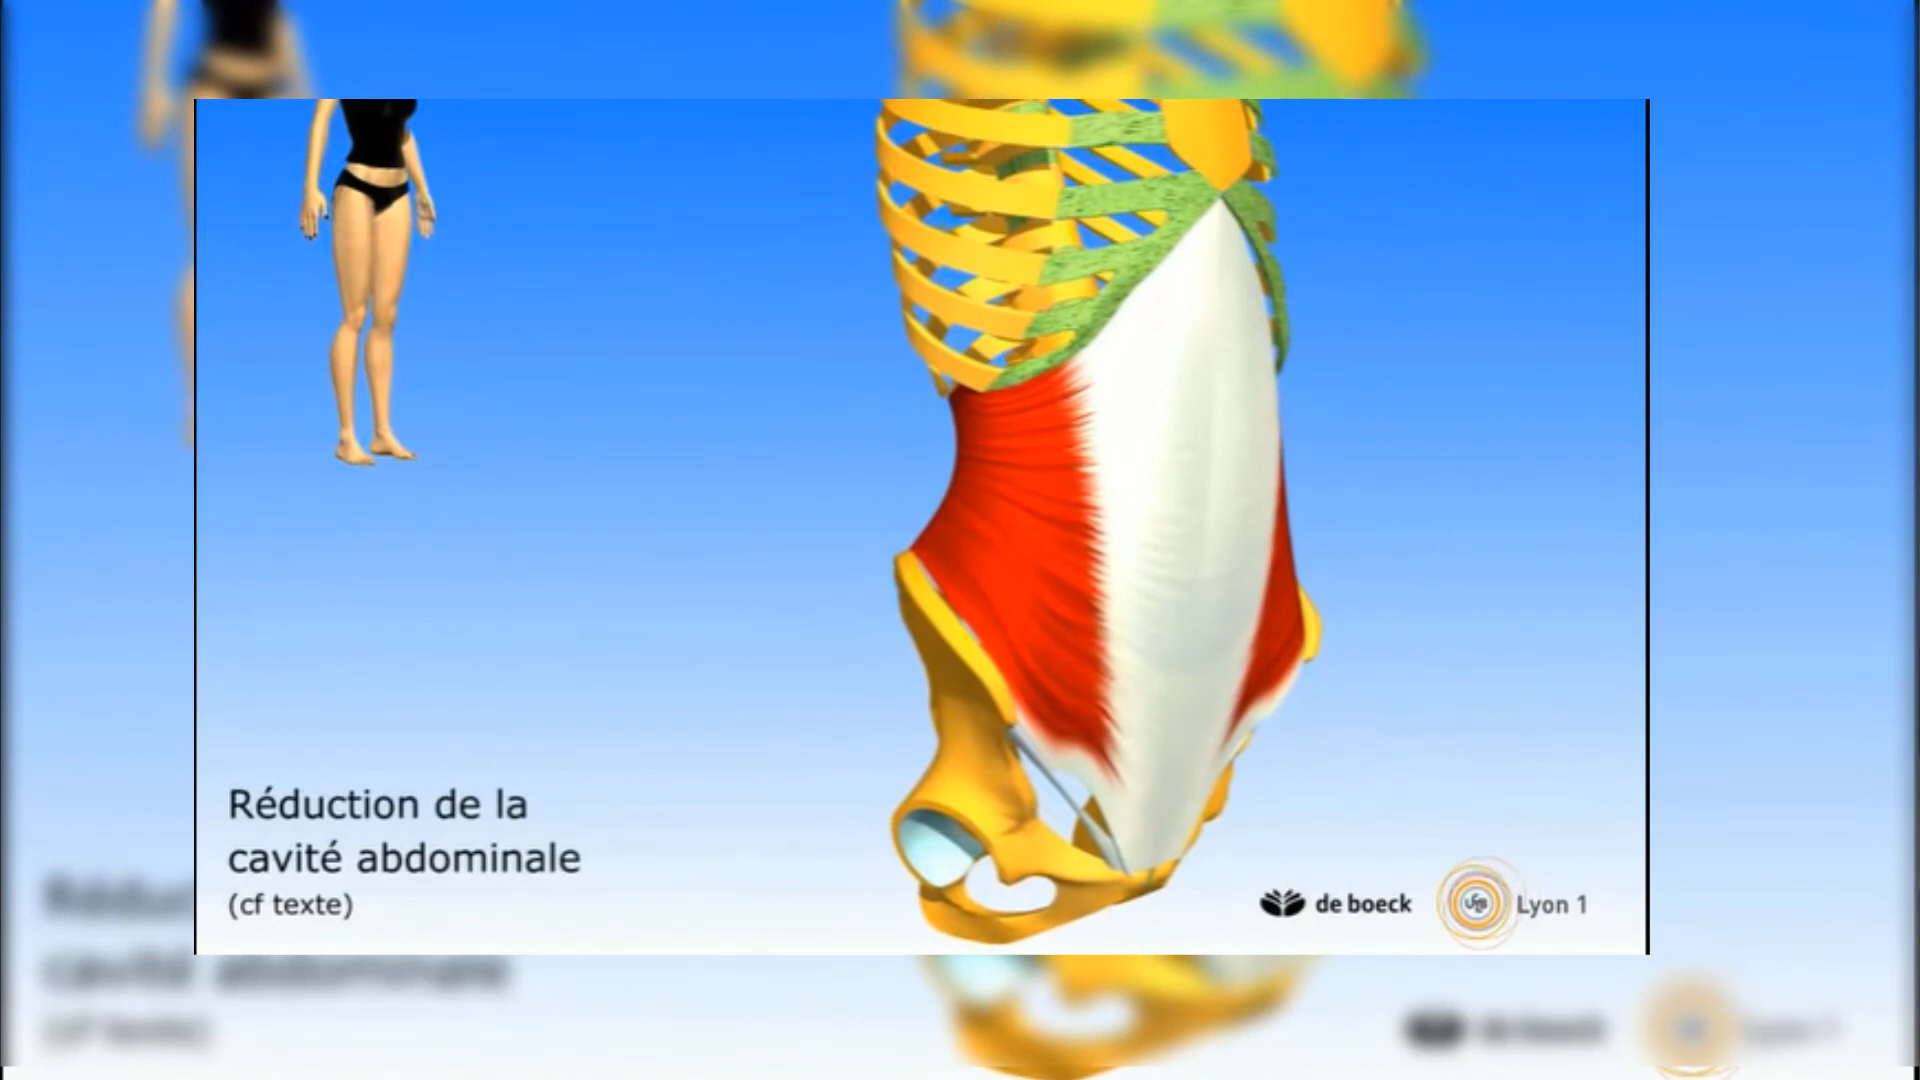 Réduction de la
cavité abdominale
(cf texte)
de boeck
Lyon 1